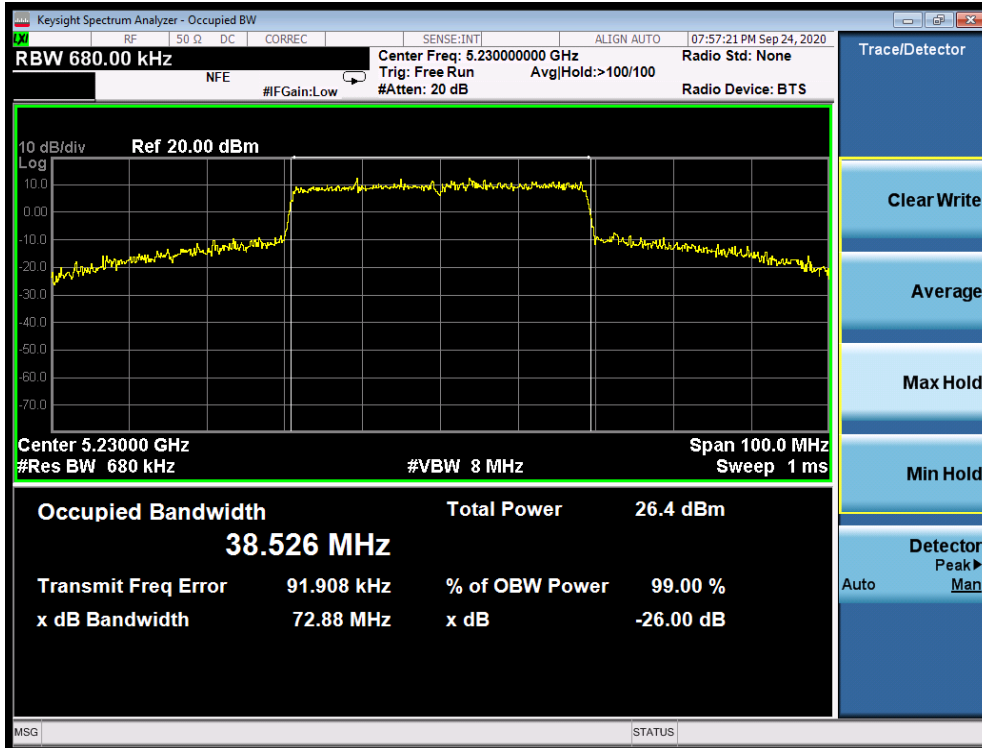 Keysight Spectrum Analyzer - Occupied BW
LXI RF 50 Ω DC CORREC SENSE:INT ALIGN AUTO 07:57:21 PM Sep 24, 2020
RBW 680.00 kHz
NFE
#IFGain:Low
Center Freq: 5.230000000 GHz
Trig: Free Run Avg|Hold:>100/100
#Atten: 20 dB
Radio Std: None
Radio Device: BTS
Trace/Detector
10 dB/div Ref 20.00 dBm
Log
10.0
0.00
-10.0
-20.0
-30.0
-40.0
-50.0
-60.0
-70.0
Center 5.23000 GHz Span 100.0 MHz
#Res BW 680 kHz #VBW 8 MHz Sweep 1 ms
Occupied Bandwidth
38.526 MHz
Total Power 26.4 dBm
Transmit Freq Error 91.908 kHz % of OBW Power 99.00 %
x dB Bandwidth 72.88 MHz x dB -26.00 dB
Clear Write
Average
Max Hold
Min Hold
Detector
Peak▶
Auto Man
MSG STATUS